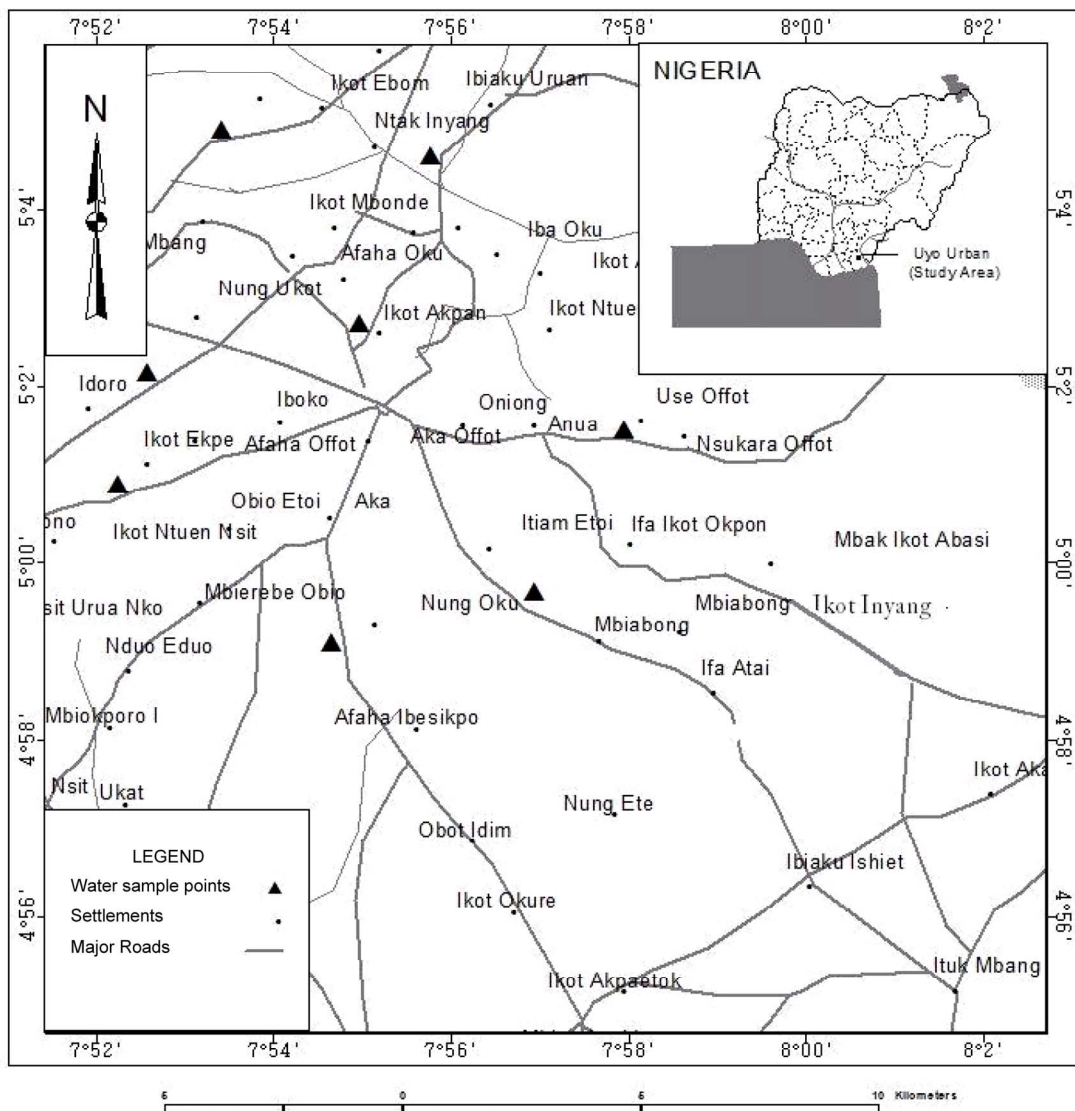 7°52' 7°54' 7°56' 7°58' 8°00' 8°2'
N
NIGERIA
Uyo Urban
(Study Area)
Ikot Ebom
Ibiaku Uruan
Ntak Inyang
5°4'
5°4'
Ikot Mbonde
Mbang
Afaha Oku
Iba Oku
Ikot
Nung Ukot
Ikot Akpan
Ikot Ntue
5°2'
5°2'
Idoro
Iboko
Oniong
Use Offot
Anua
Ikot Ekpe
Afaha Offot
Aka Offot
Nsukara Offot
Obio Etoi
Aka
ono
Ikot Ntuen Nsit
Itiam Etoi
Ifa Ikot Okpon
Mbak Ikot Abasi
5°00'
5°00'
Mbierebe Obio
sit Urua Nko
Nung Oku
Mbiabong
Ikot Inyang
Mbiabong
Nduo Eduo
Ifa Atai
Mbiokporo I
Afaha Ibesikpo
4°58'
4°58'
Nsit
Ukat
Ikot Aka
Nung Ete
Obot Idim
Ibiaku Ishiet
LEGEND
Water sample points
Settlements
Major Roads
4°56'
4°56'
Ikot Okure
Ituk Mbang
Ikot Akpaetok
7°52' 7°54' 7°56' 7°58' 8°00' 8°2'
5 0 5 10 Kilometers